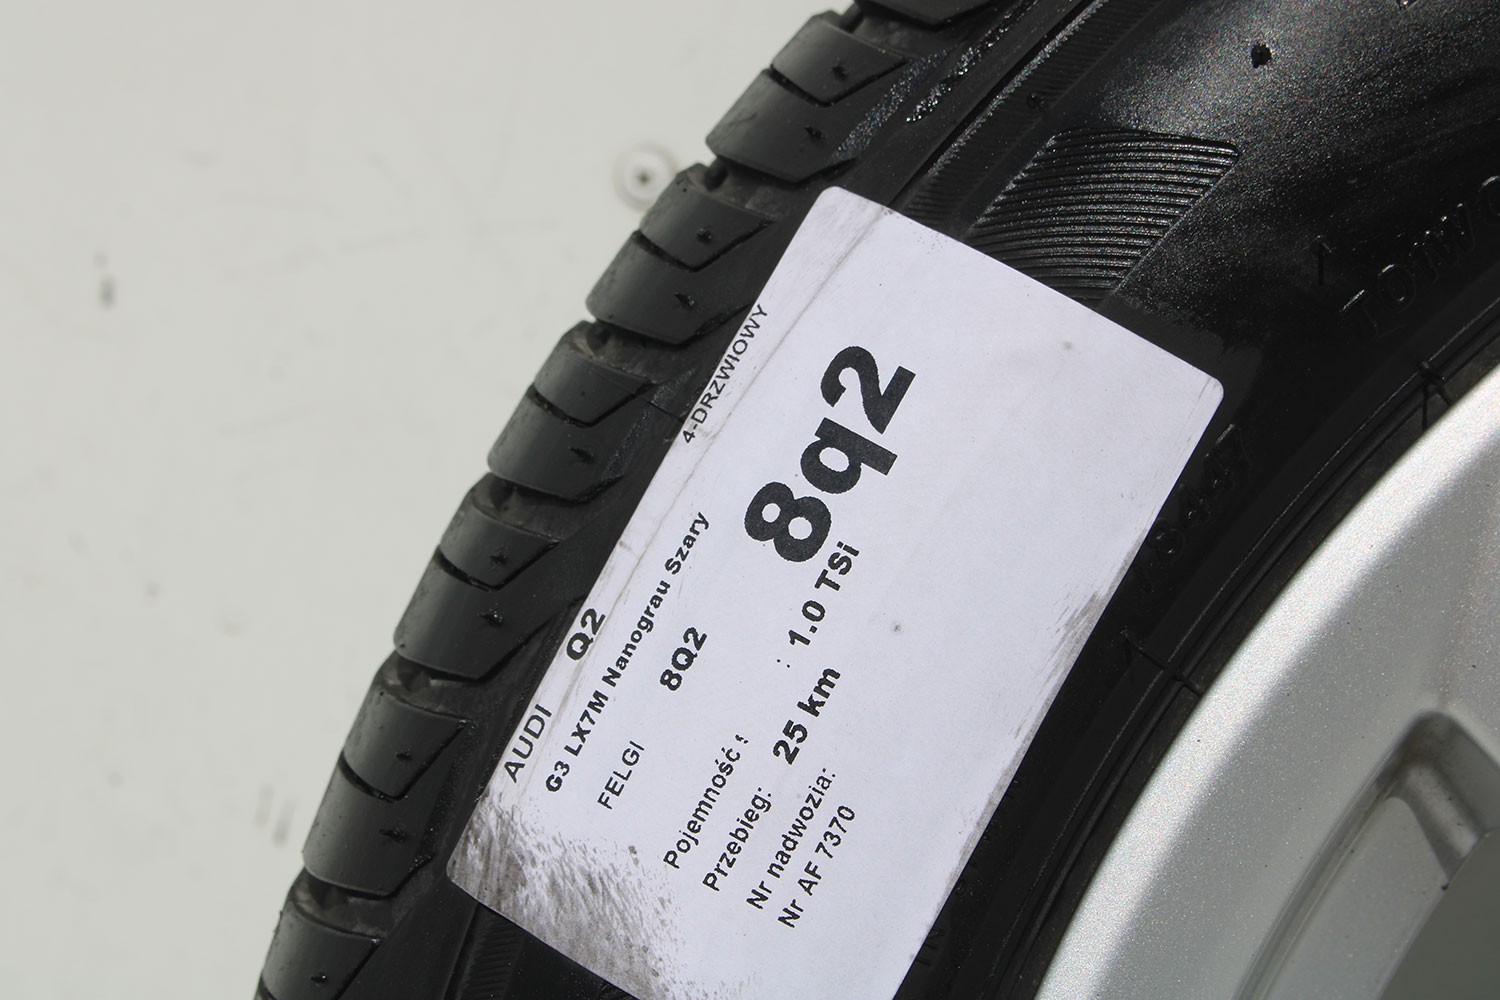 AUDI Q2 4-DRZWIOWY
G3 LX7M Nanograu Szary
FELGI 8Q2 8q2
Pojemność : : 1.0 TSi
Przebieg: 25 km
Nr nadwozia:
Nr AF 7370